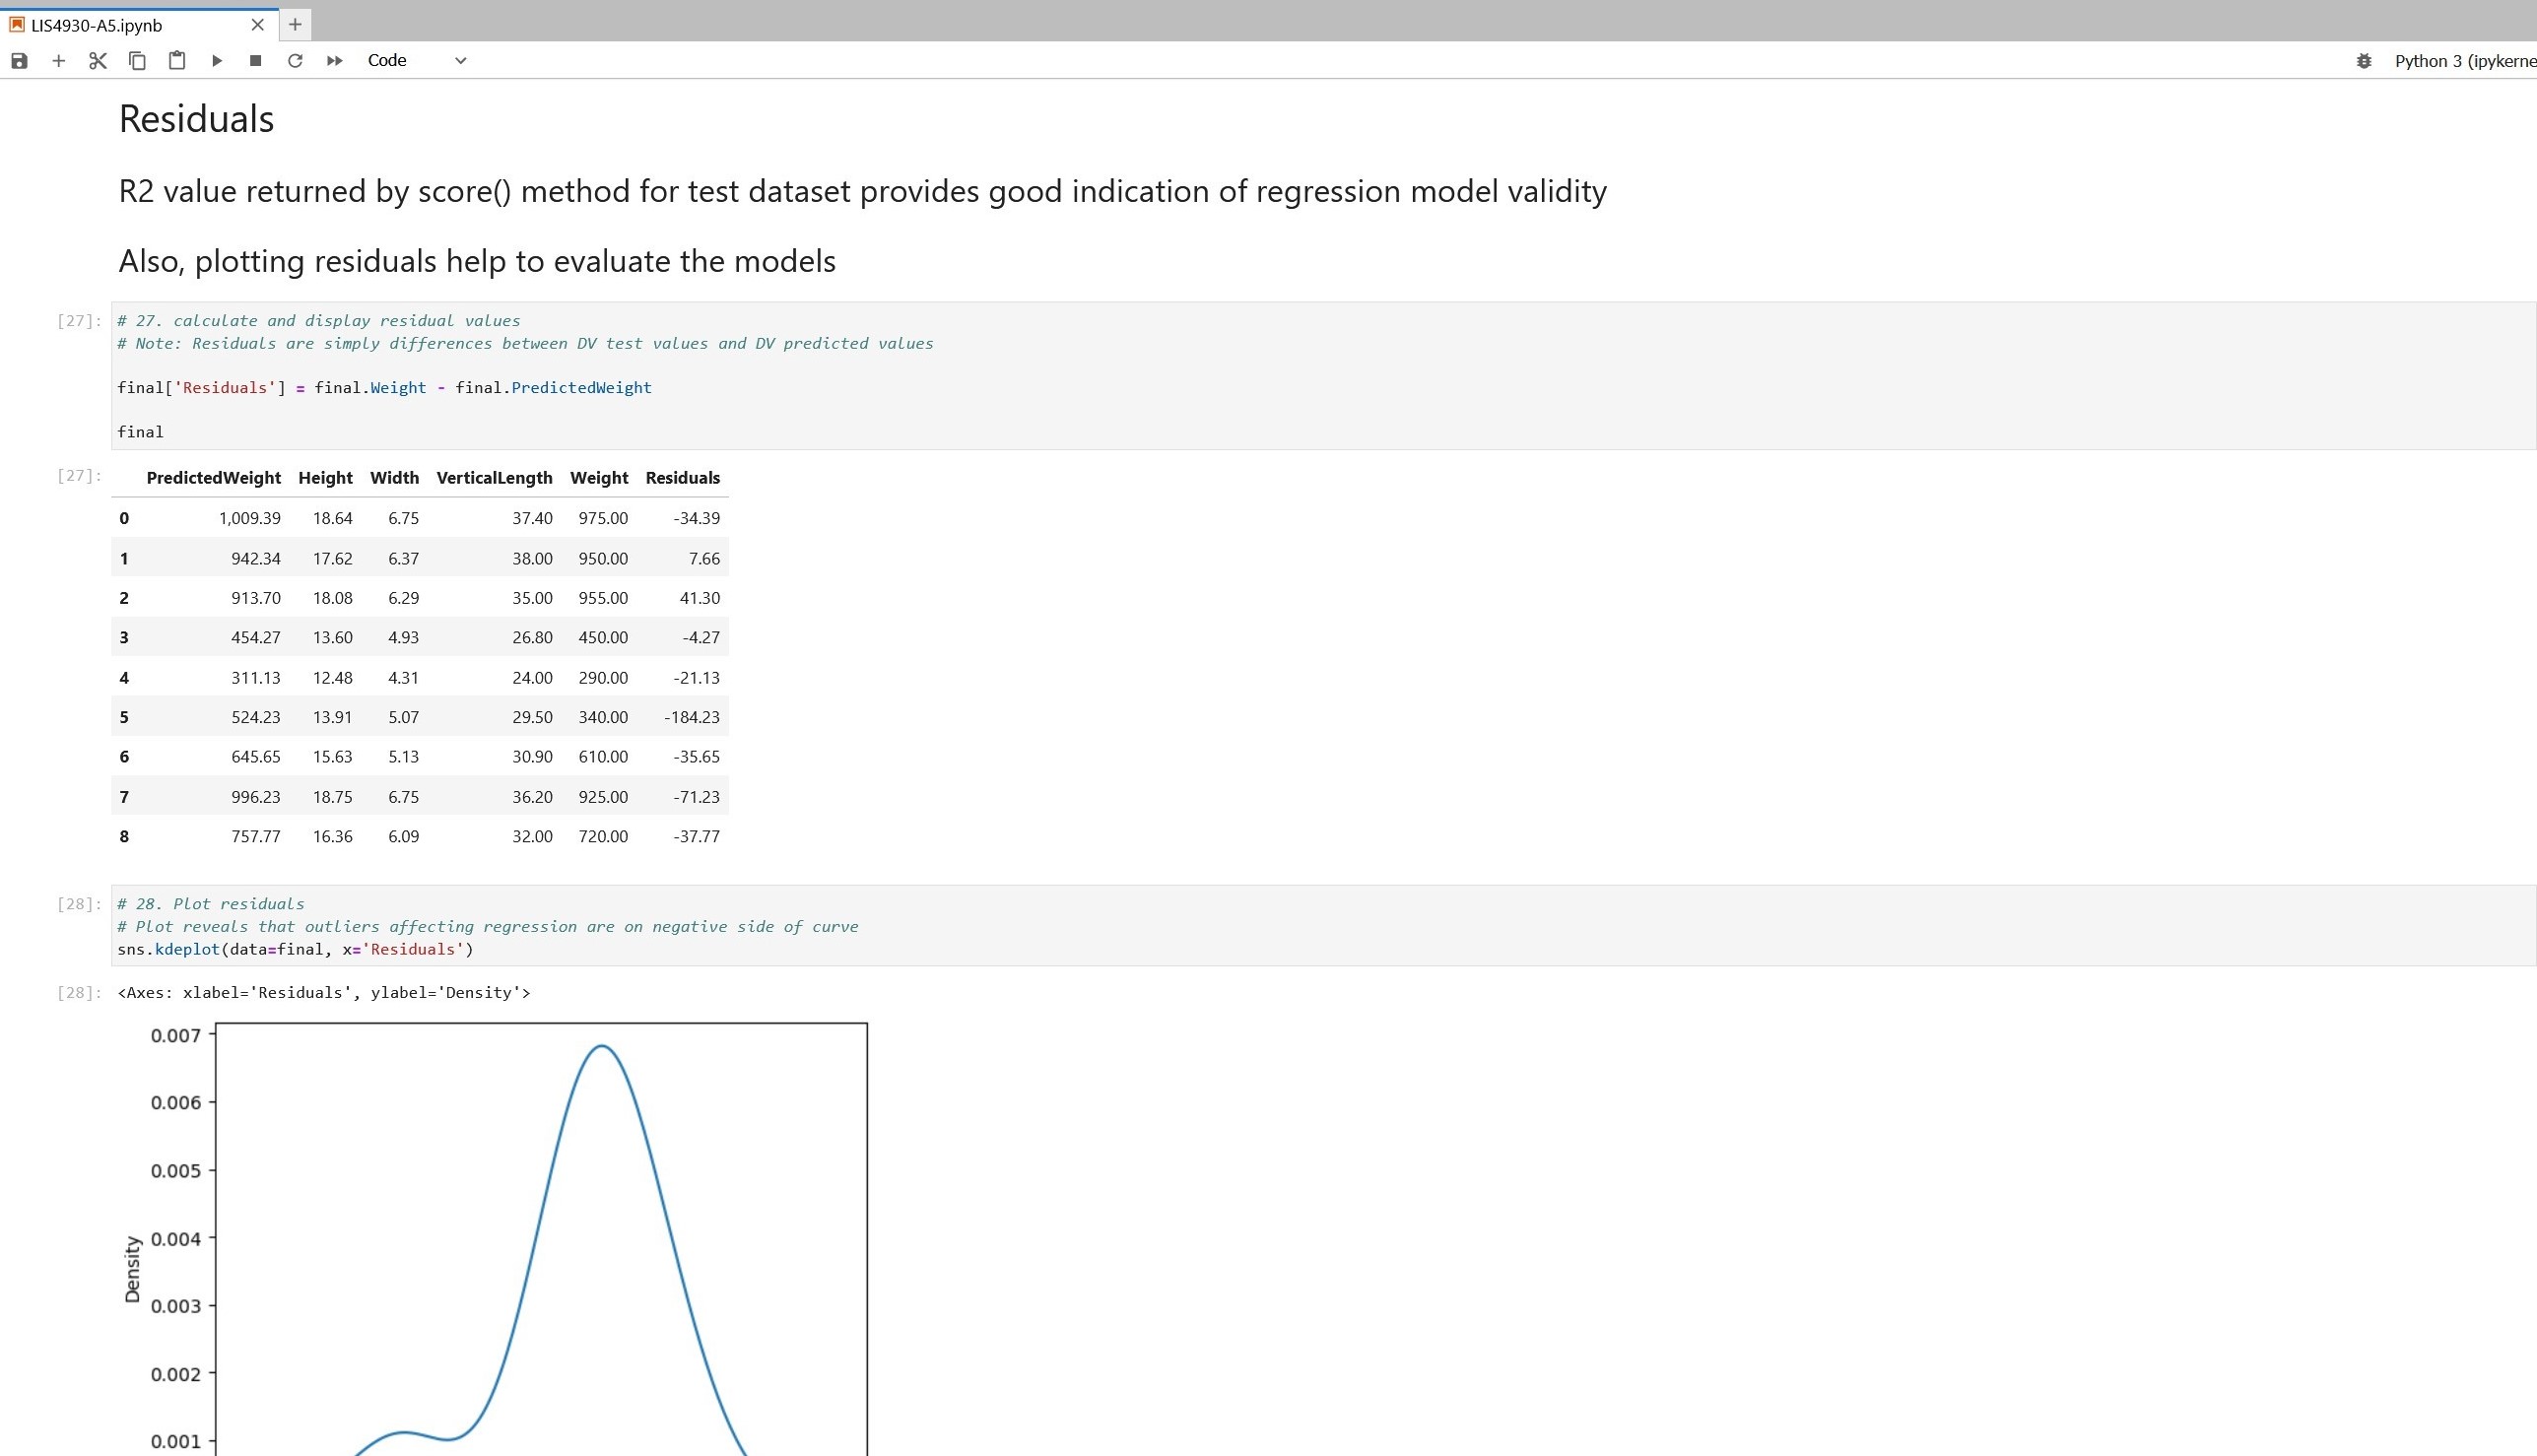 LIS4930-A5.ipynb
Code
Python 3 (ipykerne
Residuals
R2 value returned by score() method for test dataset provides good indication of regression model validity
Also, plotting residuals help to evaluate the models
[27]: # 27. calculate and display residual values
# Note: Residuals are simply differences between DV test values and DV predicted values
final['Residuals'] = final.Weight - final.PredictedWeight
final
[27]: PredictedWeight Height Width VerticalLength Weight Residuals
0 1,009.39 18.64 6.75 37.40 975.00 -34.39
1 942.34 17.62 6.37 38.00 950.00 7.66
2 913.70 18.08 6.29 35.00 955.00 41.30
3 454.27 13.60 4.93 26.80 450.00 -4.27
4 311.13 12.48 4.31 24.00 290.00 -21.13
5 524.23 13.91 5.07 29.50 340.00 -184.23
6 645.65 15.63 5.13 30.90 610.00 -35.65
7 996.23 18.75 6.75 36.20 925.00 -71.23
8 757.77 16.36 6.09 32.00 720.00 -37.77
[28]: # 28. Plot residuals
# Plot reveals that outliers affecting regression are on negative side of curve
sns.kdeplot(data=final, x='Residuals')
[28]: <Axes: xlabel='Residuals', ylabel='Density'>
0.007
0.006
0.005
0.004
Density
0.003
0.002
0.001